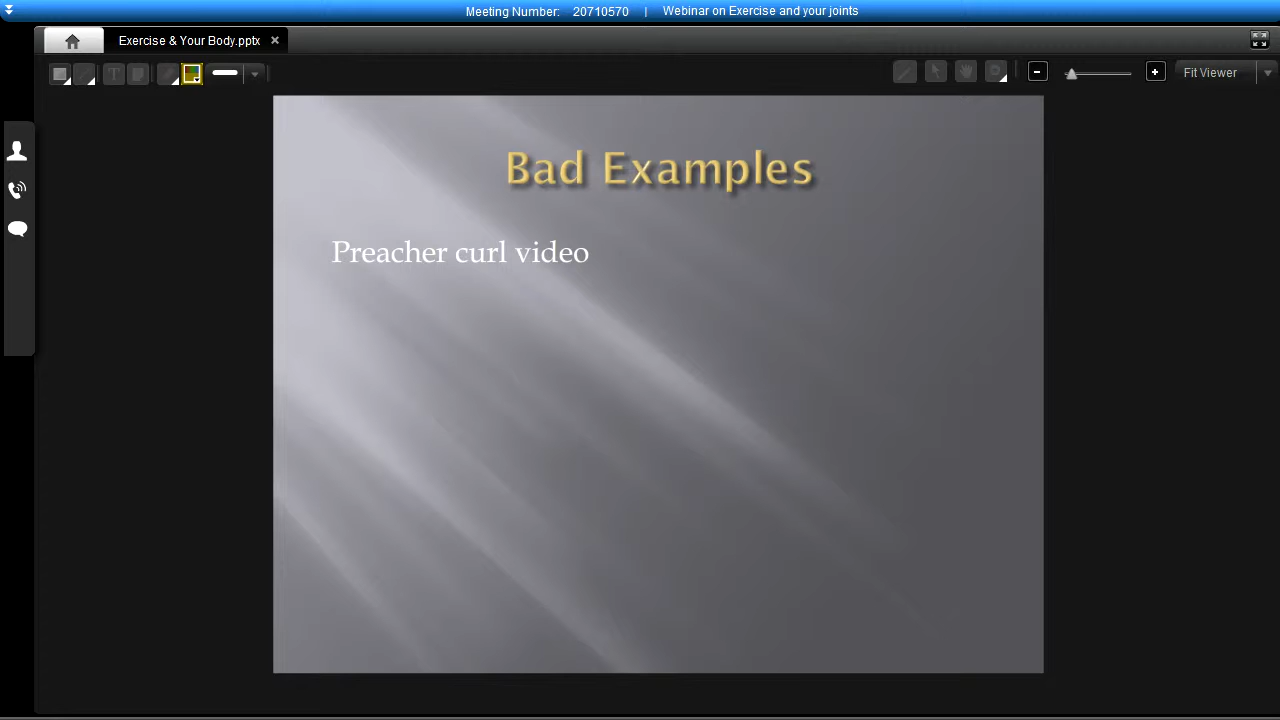 Meeting Number: 20710570 | Webinar on Exercise and your joints
Exercise & Your Body.pptx
Fit Viewer
Bad Examples
Preacher curl video